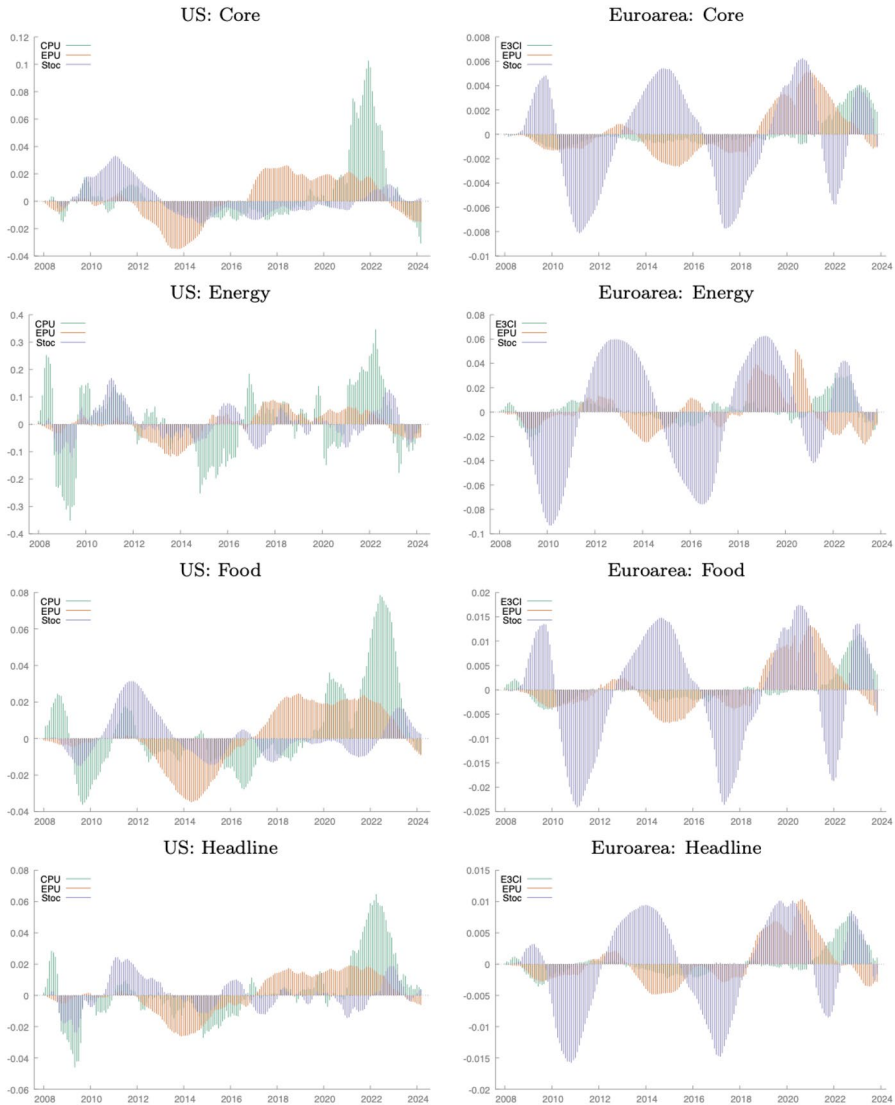 US: Core
CPU
EPU
Stoc
0.12
0.1
0.08
0.06
0.04
0.02
0
-0.02
-0.04
2008 2010 2012 2014 2016 2018 2020 2022 2024
Euroarea: Core
E3CI
EPU
Stoc
0.008
0.006
0.004
0.002
0
-0.002
-0.004
-0.006
-0.008
-0.01
2008 2010 2012 2014 2016 2018 2020 2022 2024
US: Energy
CPU
EPU
Stoc
0.4
0.3
0.2
0.1
0
-0.1
-0.2
-0.3
-0.4
2008 2010 2012 2014 2016 2018 2020 2022 2024
Euroarea: Energy
E3CI
EPU
Stoc
0.08
0.06
0.04
0.02
0
-0.02
-0.04
-0.06
-0.08
-0.1
2008 2010 2012 2014 2016 2018 2020 2022 2024
US: Food
CPU
EPU
Stoc
0.08
0.06
0.04
0.02
0
-0.02
-0.04
2008 2010 2012 2014 2016 2018 2020 2022 2024
Euroarea: Food
E3CI
EPU
Stoc
0.02
0.015
0.01
0.005
0
-0.005
-0.01
-0.015
-0.02
-0.025
2008 2010 2012 2014 2016 2018 2020 2022 2024
US: Headline
CPU
EPU
Stoc
0.08
0.06
0.04
0.02
0
-0.02
-0.04
-0.06
2008 2010 2012 2014 2016 2018 2020 2022 2024
Euroarea: Headline
E3CI
EPU
Stoc
0.015
0.01
0.005
0
-0.005
-0.01
-0.015
-0.02
2008 2010 2012 2014 2016 2018 2020 2022 2024